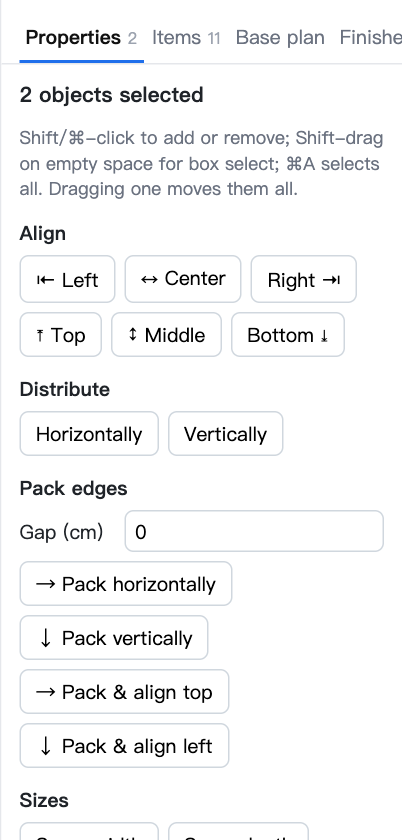 Properties 2 Items 11 Base plan Finishe
2 objects selected
Shift/⌘–click to add or remove; Shift–drag
on empty space for box select; ⌘A selects
all. Dragging one moves them all.
Align
⇤ Left ↔ Center Right ⇥
⤒ Top ↕ Middle Bottom ⤓
Distribute
Horizontally Vertically
Pack edges
Gap (cm) 0
→ Pack horizontally
↓ Pack vertically
→ Pack & align top
↓ Pack & align left
Sizes